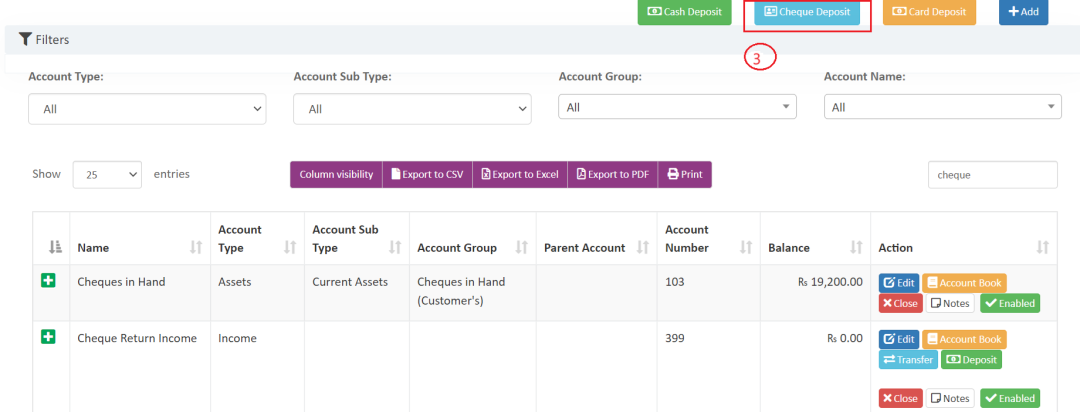 Cash Deposit Cheque Deposit Card Deposit +Add
Filters
3
Account Type: Account Sub Type: Account Group: Account Name:
All All All All
Show 25 entries Column visibility Export to CSV Export to Excel Export to PDF Print cheque
Account Account Sub Account
Name Type Type Account Group Parent Account Number Balance Action
Cheques in Hand Assets Current Assets Cheques in Hand 103 Rs 19,200.00 Edit Account Book
(Customer's) Close Notes Enabled
Cheque Return Income Income 399 Rs 0.00 Edit Account Book
Transfer Deposit
Close Notes Enabled